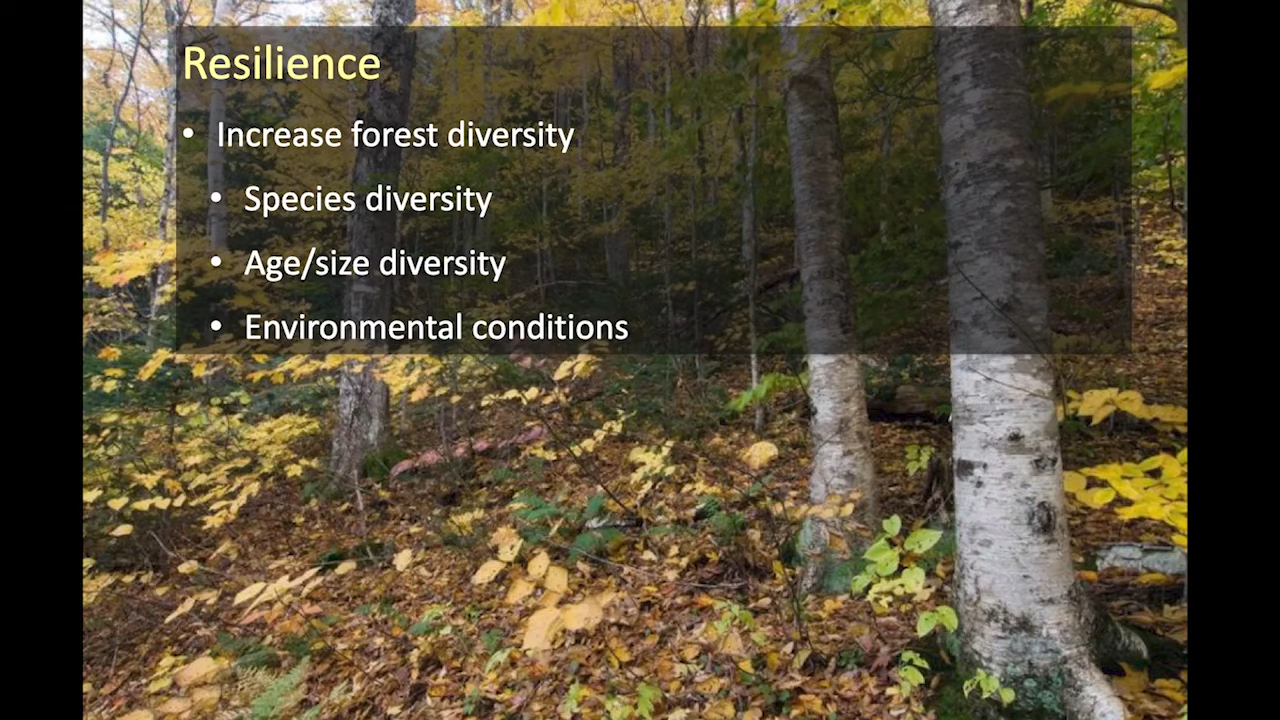 Resilience
• Increase forest diversity
• Species diversity
• Age/size diversity
• Environmental conditions